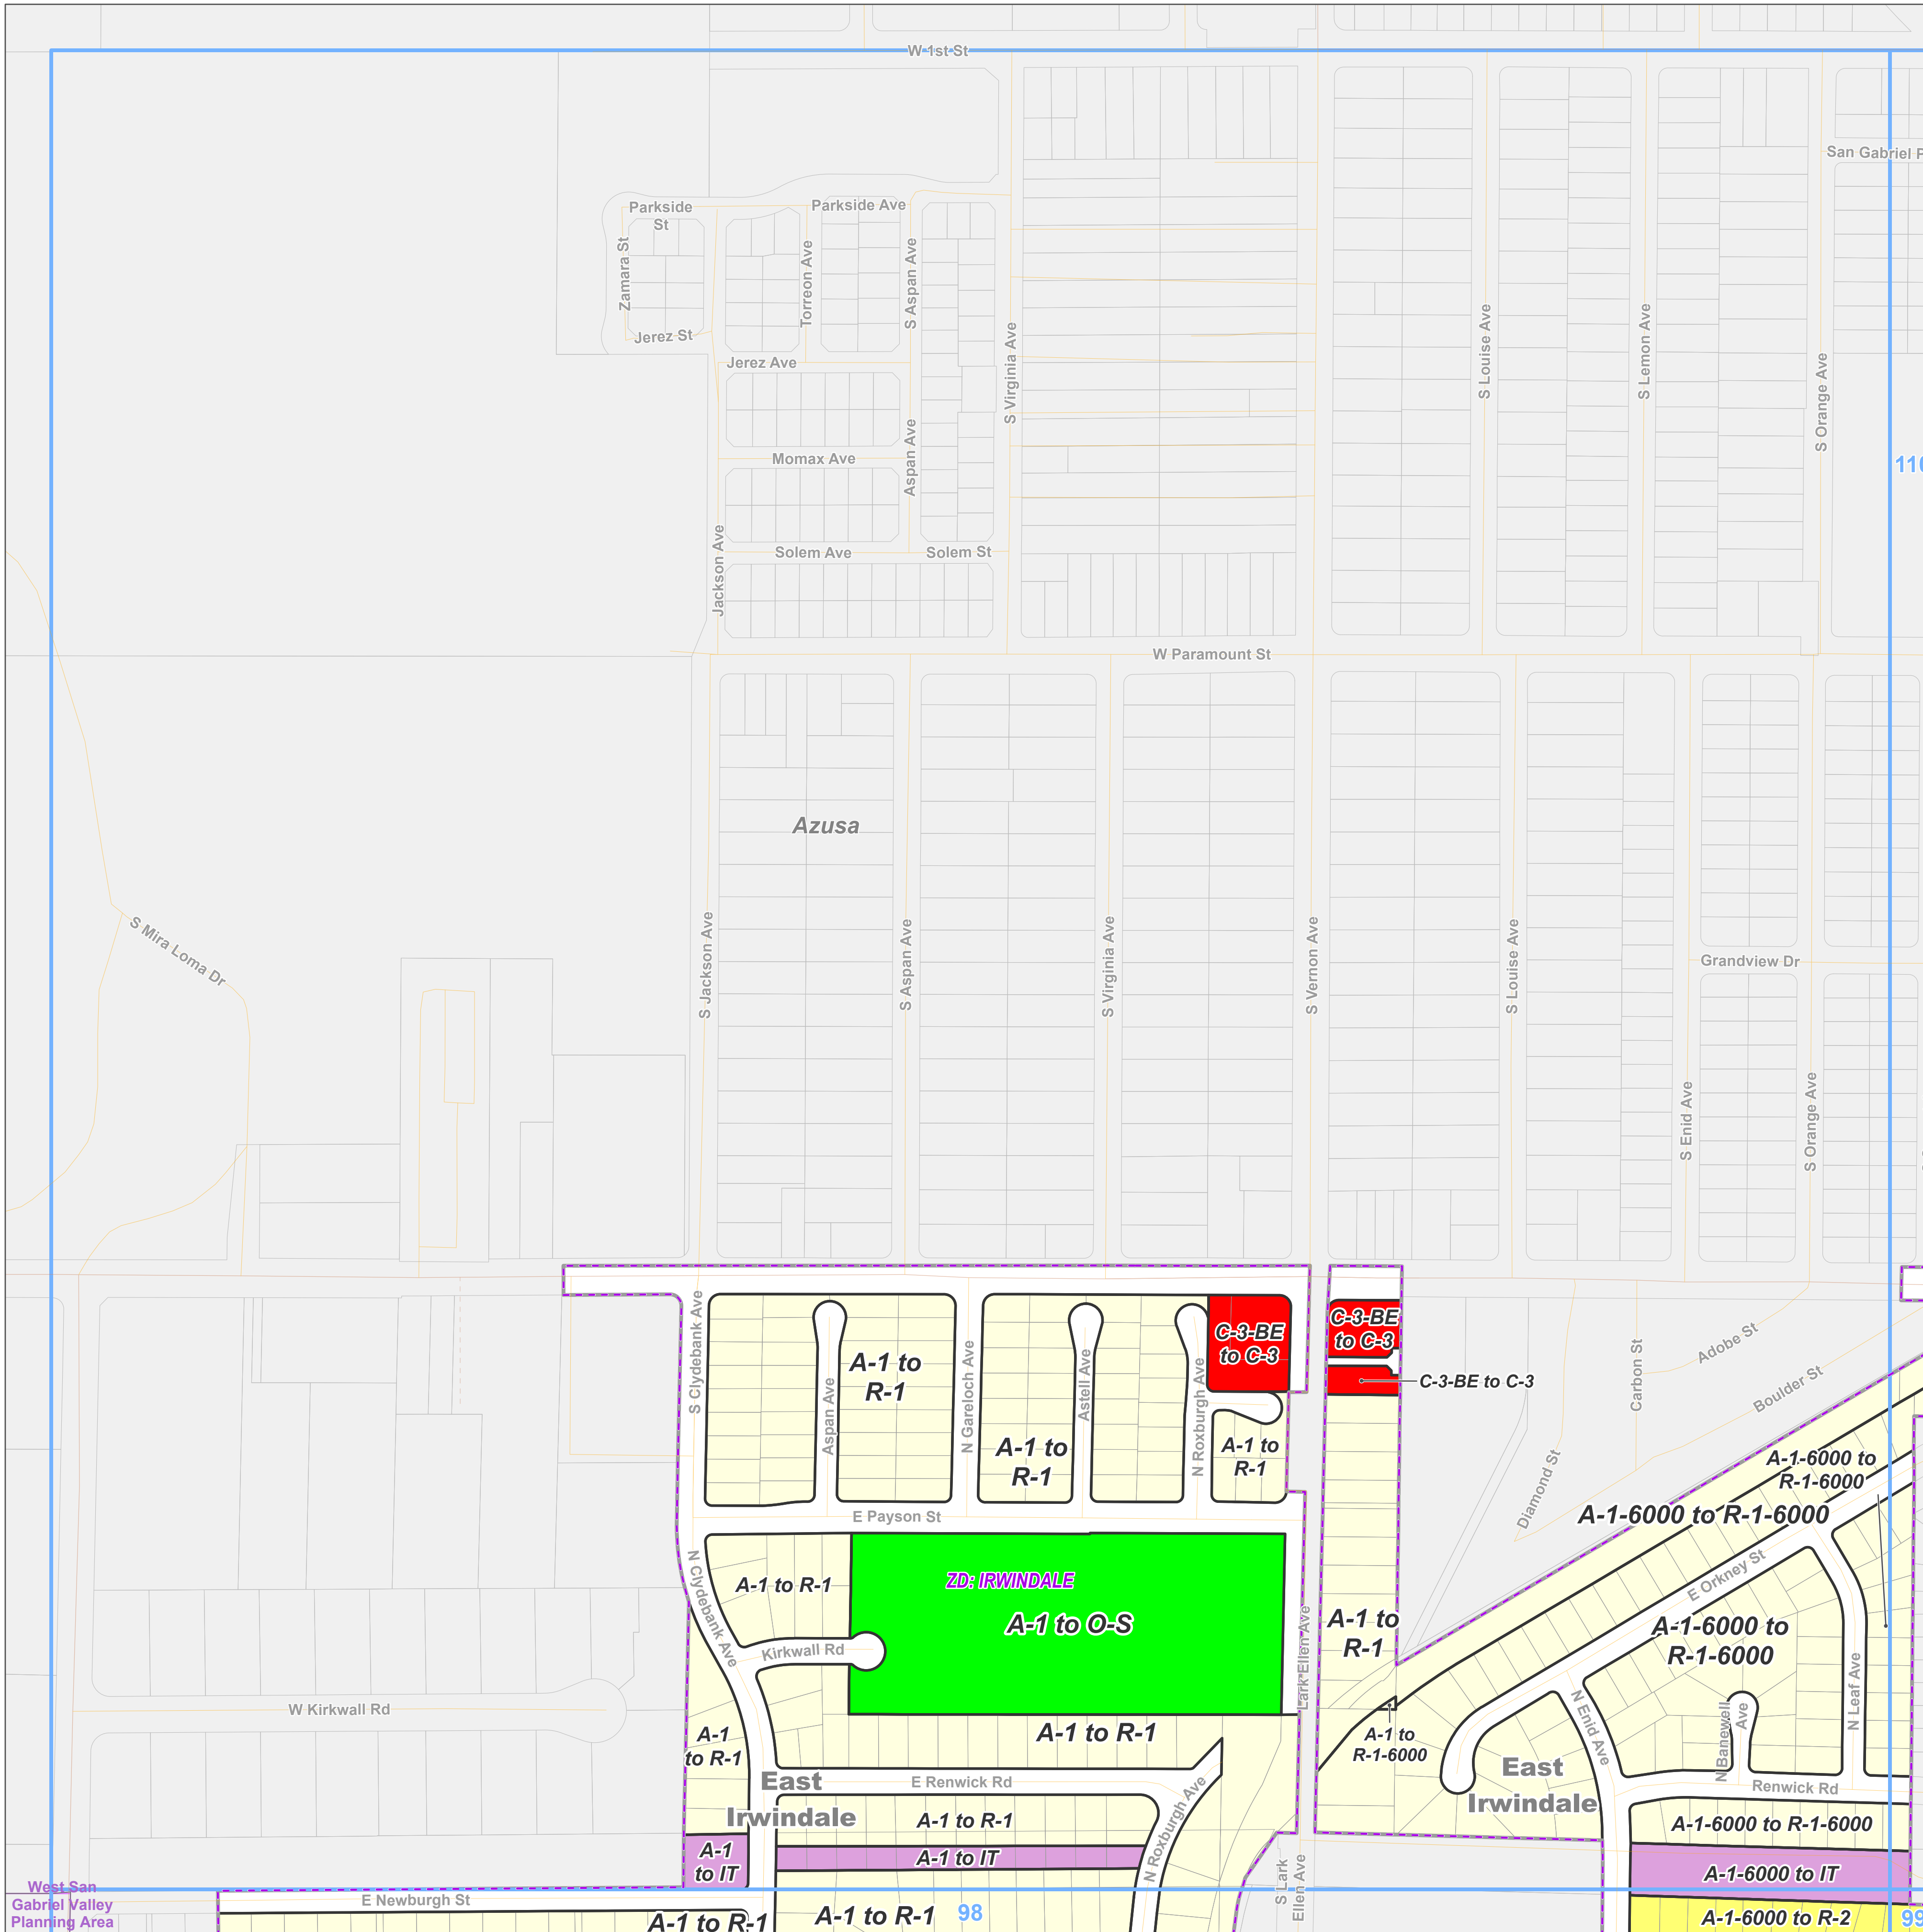 W 1st St
San Gabriel
Parkside
St
Parkside Ave
Zamara St
Torreon Ave
S Aspan Ave
Jerez St
Jerez Ave
S Virginia Ave
S Louise Ave
S Lemon Ave
S Orange Ave
Momax Ave
Aspan Ave
110
Solem Ave
Solem St
Jackson Ave
W Paramount St
Azusa
S Mira Loma Dr
S Jackson Ave
S Aspan Ave
S Virginia Ave
S Vernon Ave
S Louise Ave
Grandview Dr
S Enid Ave
S Orange Ave
S Clydebank Ave
Aspan Ave
A-1 to
R-1
N Gareloch Ave
A-1 to
R-1
Astell Ave
N Roxburgh Ave
C-3-BE
to C-3
A-1 to
R-1
C-3-BE
to C-3
C-3-BE to C-3
Carbon St
Adobe St
Boulder St
Diamond St
A-1-6000 to
R-1-6000
A-1-6000 to R-1-6000
E Payson St
N Clydebank Ave
A-1 to R-1
ZD: IRWINDALE
A-1 to O-S
Kirkwall Rd
W Kirkwall Rd
Lark Ellen Ave
A-1 to
R-1
E Orkney St
A-1-6000 to
R-1-6000
N Leaf Ave
N Banewell
Ave
N Enid Ave
A-1
to R-1
A-1 to R-1
A-1 to
R-1-6000
East
Irwindale
E Renwick Rd
N Roxburgh Ave
East
Irwindale
Renwick Rd
A-1 to R-1
A-1-6000 to R-1-6000
A-1
to IT
A-1 to IT
N Roxburgh Ave
A-1-6000 to IT
West San
Gabriel Valley
Planning Area
E Newburgh St
S Lark
Ellen Ave
A-1 to R-1
A-1 to R-1
98
A-1-6000 to R-2
99